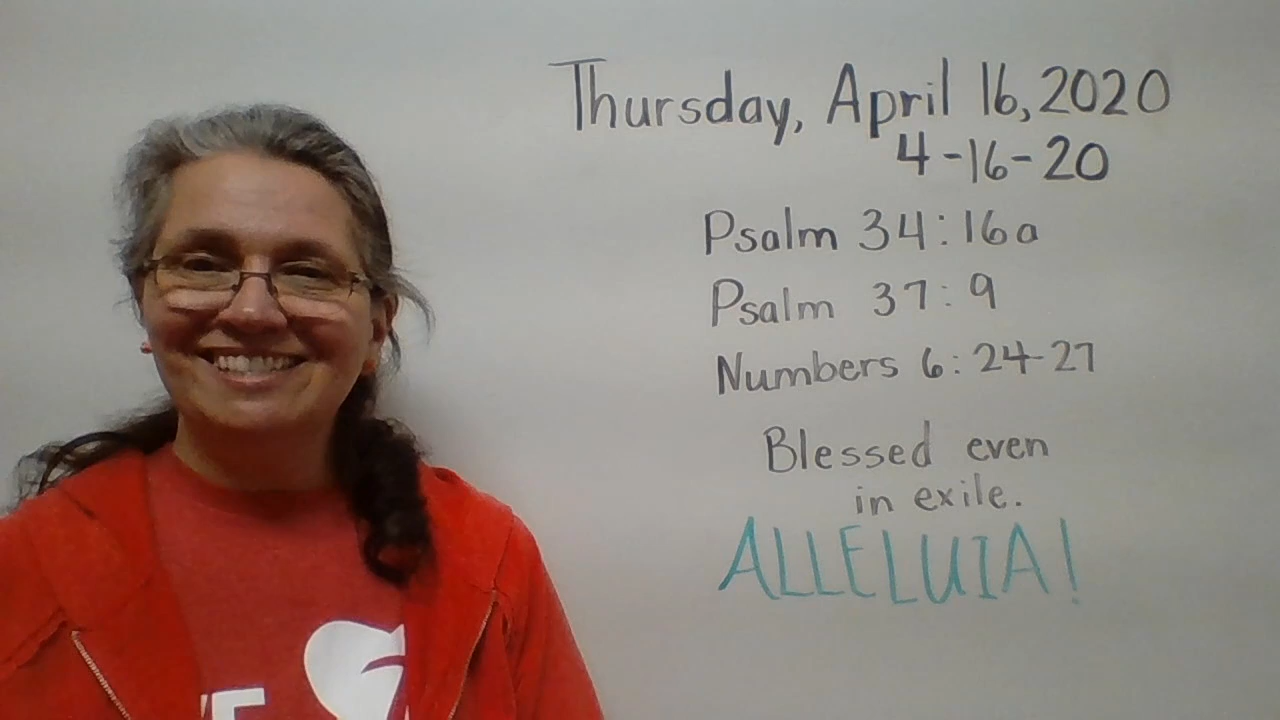 Thursday, April 16, 2020
4-16-20
Psalm 34:16a
Psalm 37:9
Numbers 6:24-27
Blessed even
in exile.
ALLELUIA!